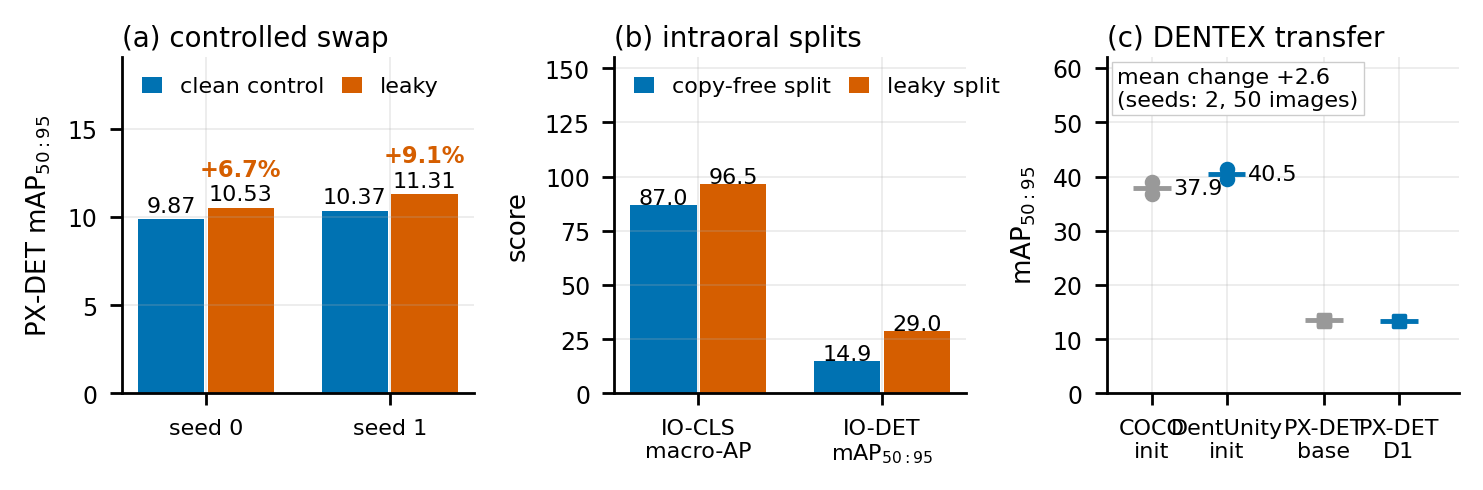 (a) controlled swap
clean control
leaky
PX-DET mAP50:95
15
10
5
0
+6.7%
+9.1%
9.87
10.53
10.37
11.31
seed 0
seed 1
(b) intraoral splits
copy-free split
leaky split
score
150
125
100
75
50
25
0
87.0
96.5
14.9
29.0
IO-CLS
macro-AP
IO-DET
mAP50:95
(c) DENTEX transfer
mean change +2.6
(seeds: 2, 50 images)
mAP50:95
60
50
40
30
20
10
0
37.9
40.5
COCO
init
DentUnity
init
PX-DET
base
PX-DET
D1